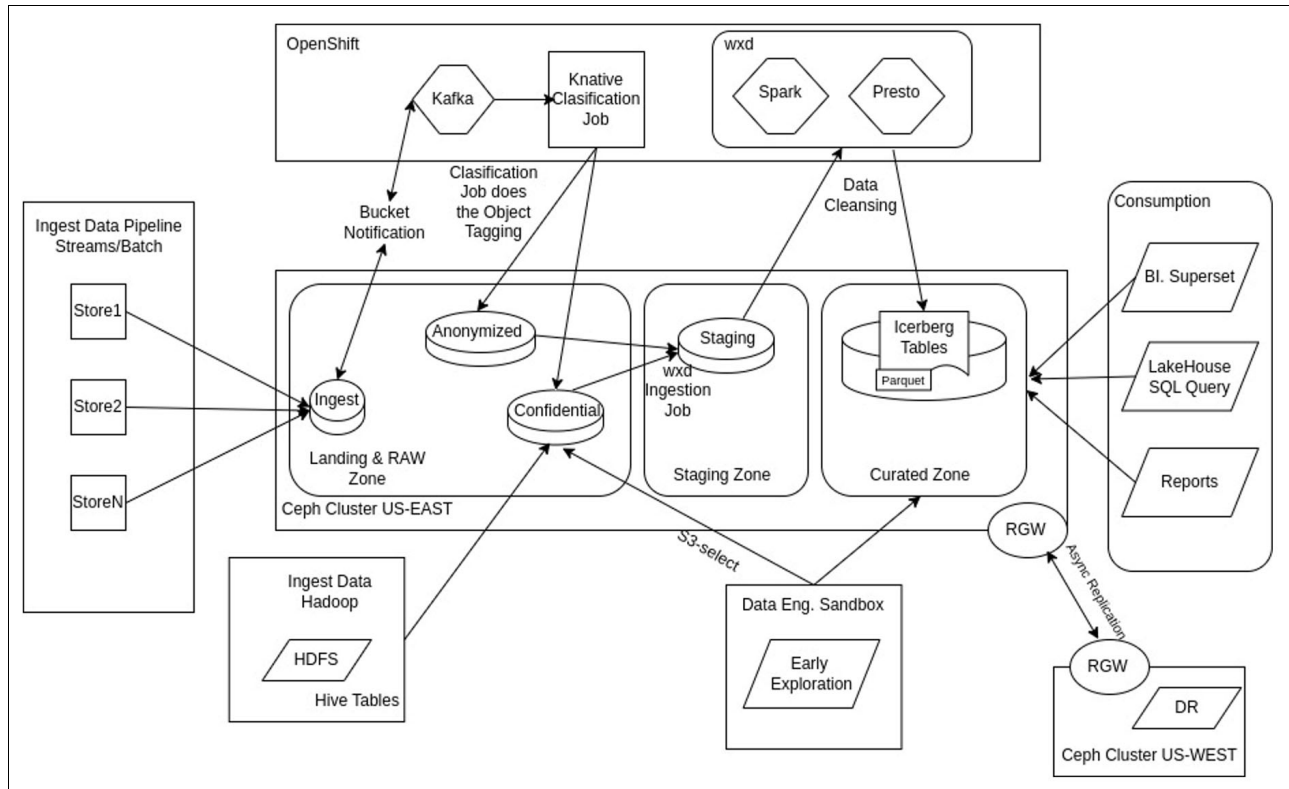 OpenShift
Kafka
Knative
Clasification
Job
wxd
Spark
Presto
Clasification
Job does
the Object
Tagging
Bucket
Notification
Data
Cleansing
Ingest Data Pipeline
Streams/Batch
Store1
Store2
StoreN
Ingest
Anonymized
Confidential
Landing & RAW
Zone
Ceph Cluster US-EAST
Staging
wxd
Ingestion
Job
Staging Zone
Icerberg
Tables
Parquet
Curated Zone
Consumption
BI. Superset
LakeHouse
SQL Query
Reports
RGW
Async Replication
RGW
DR
Ceph Cluster US-WEST
S3-select
Ingest Data
Hadoop
HDFS
Hive Tables
Data Eng. Sandbox
Early
Exploration